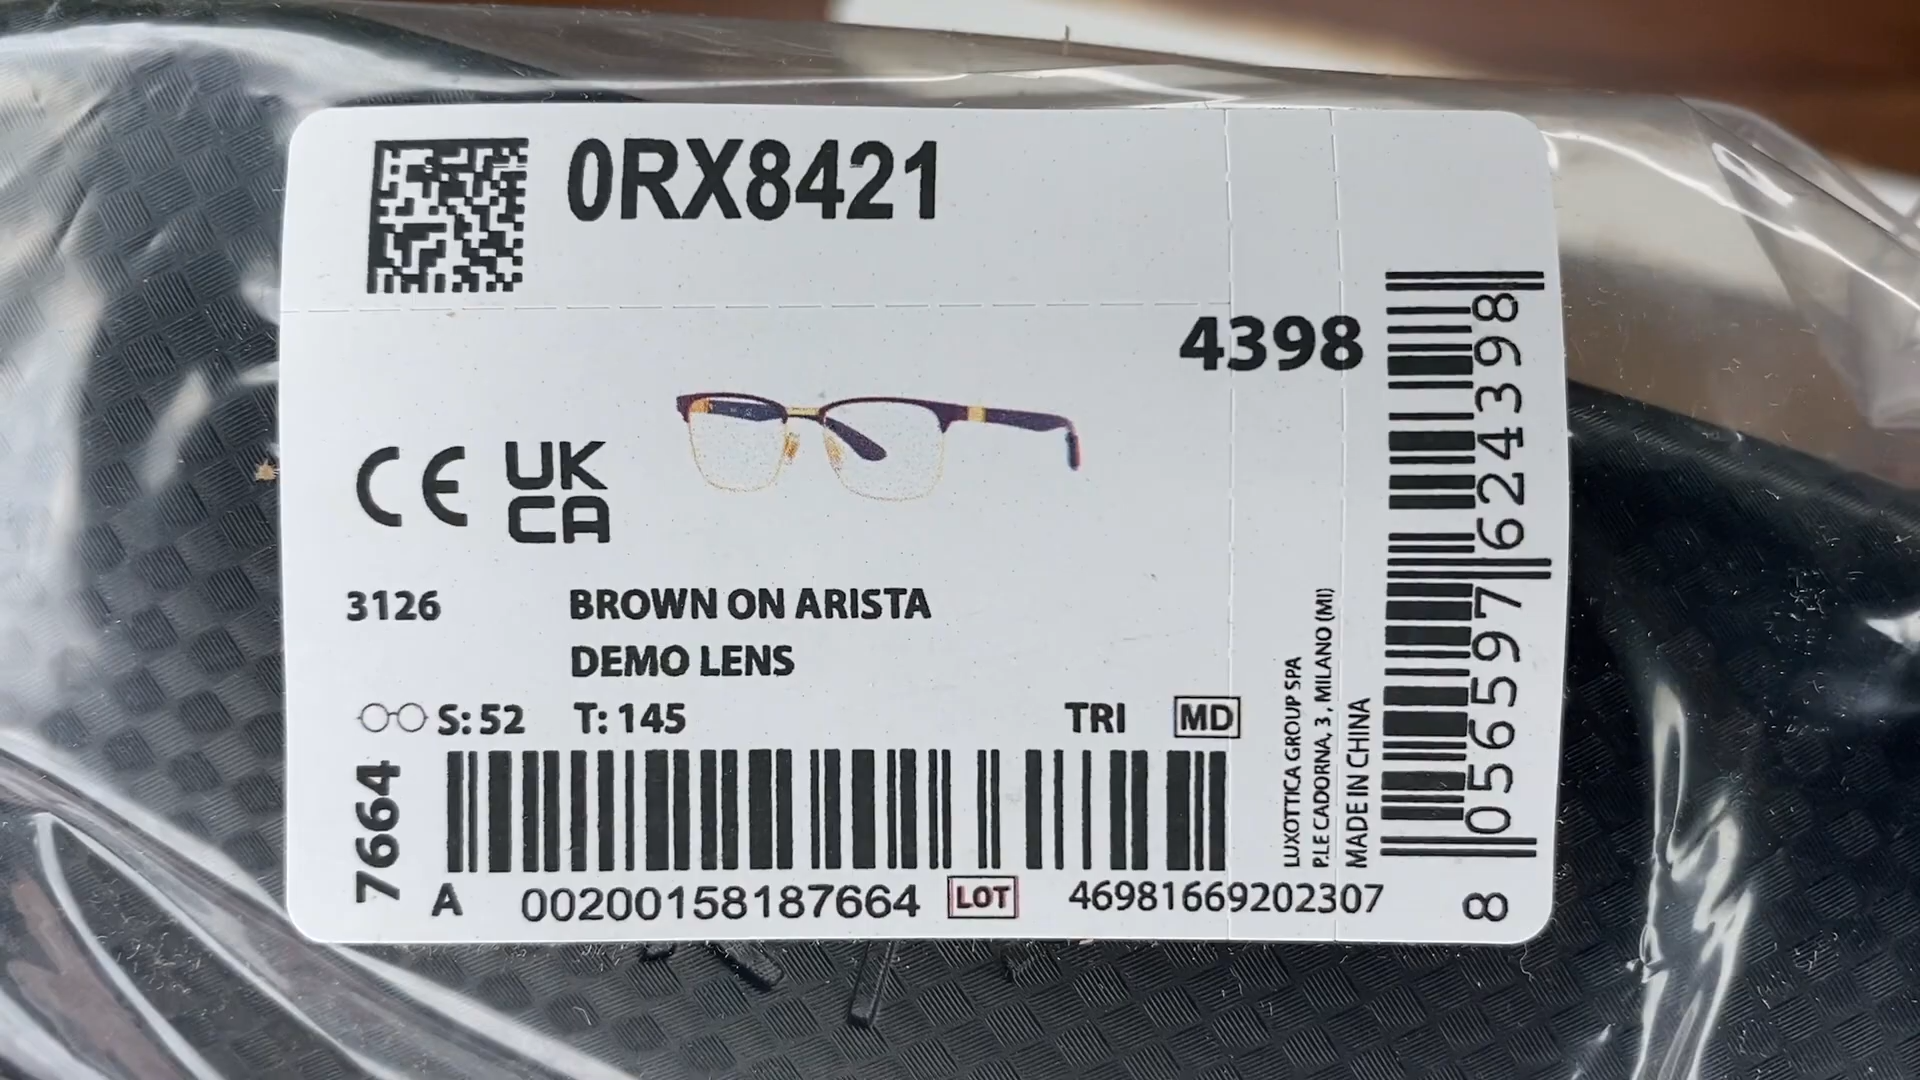 0RX8421
4398
CE
UK
CA
3126 BROWN ON ARISTA
DEMO LENS
S: 52 T: 145 TRI MD
7664
A 00200158187664 LOT 46981669202307
LUXOTTICA GROUP SPA
P.LE CADORNA, 3, MILANO (MI)
MADE IN CHINA
8 056597 624398